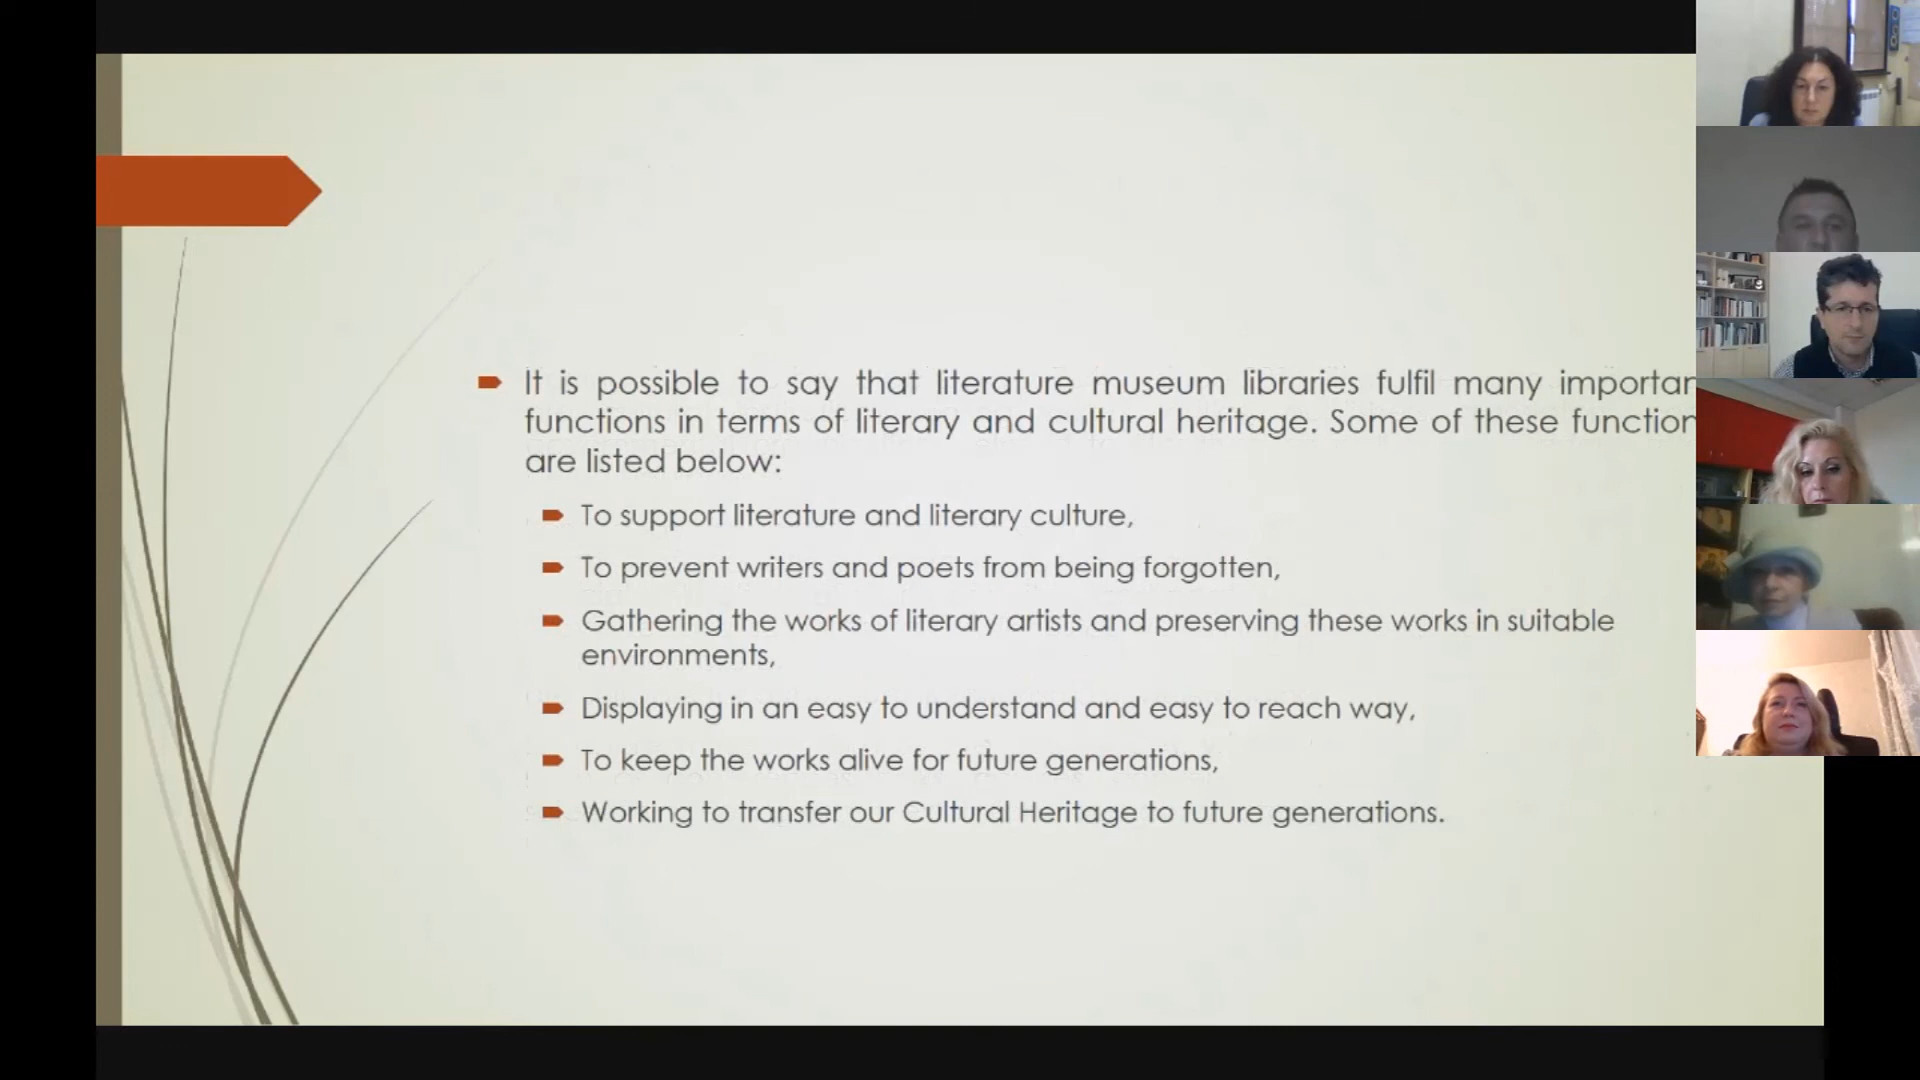 It is possible to say that literature museum libraries fulfil many importan
functions in terms of literary and cultural heritage. Some of these function
are listed below:
To support literature and literary culture,
To prevent writers and poets from being forgotten,
Gathering the works of literary artists and preserving these works in suitable
environments,
Displaying in an easy to understand and easy to reach way,
To keep the works alive for future generations,
Working to transfer our Cultural Heritage to future generations.